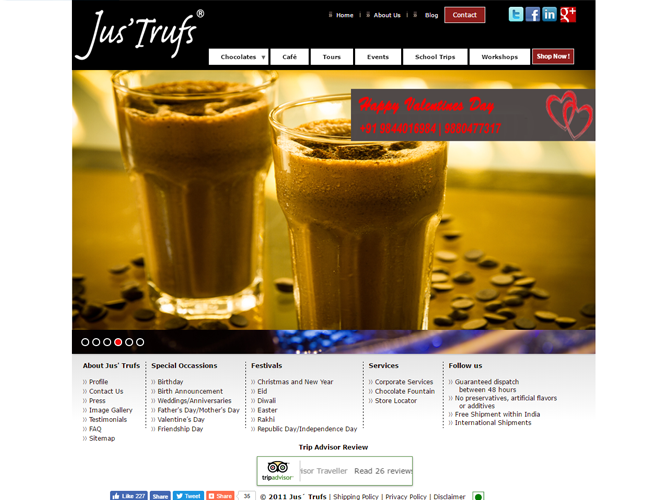 Jus'Trufs®
Home
About Us
Blog
Contact
Chocolates
Café
Tours
Events
School Trips
Workshops
Shop Now !
Happy Valentines Day
About Jus' Trufs
Profile
Contact Us
Press
Image Gallery
Testimonials
FAQ
Sitemap
Special Occassions
Birthday
Birth Announcement
Weddings/Anniversaries
Father's Day/Mother's Day
Valentine's Day
Friendship Day
Festivals
Christmas and New Year
Eid
Diwali
Easter
Rakhi
Republic Day/Independence Day
Services
Corporate Services
Chocolate Fountain
Store Locator
Follow us
Guaranteed dispatch
between 48 hours
No preservatives, artificial flavors
or additives
Free Shipment within India
International Shipments
Trip Advisor Review
tripadvisor
isor Traveller Read 26 reviews
Like 227 Share Tweet Share 35 © 2011 Jus´ Trufs | Shipping Policy | Privacy Policy | Disclaimer